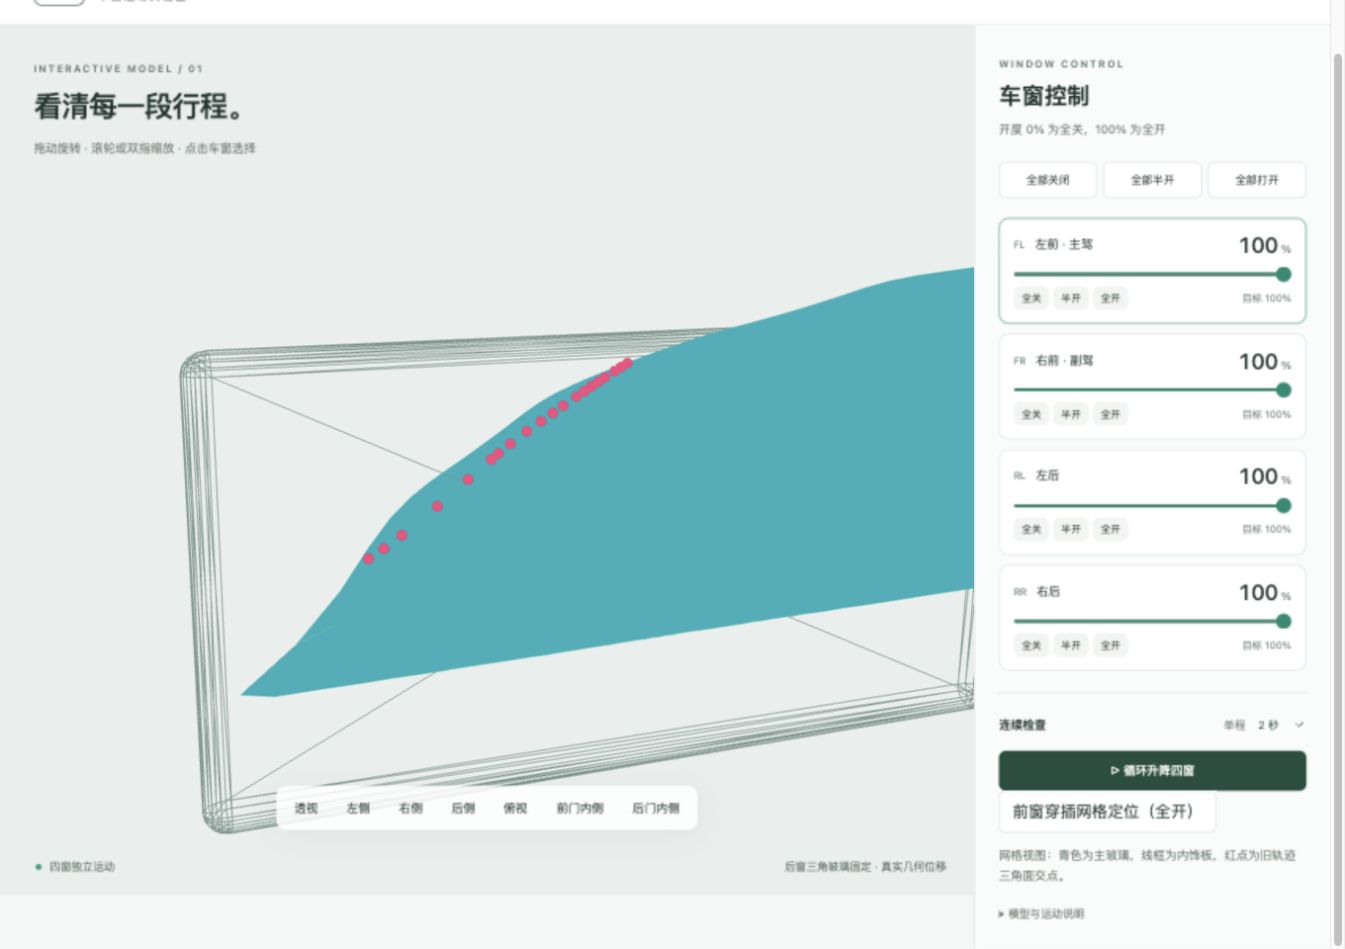 INTERACTIVE MODEL / 01
看清每一段行程。
拖动旋转 · 滚轮或双指缩放 · 点击车窗选择
透视 左侧 右侧 后侧 俯视 前门内侧 后门内侧
四窗独立运动
后窗三角玻璃固定 · 真实几何位移
WINDOW CONTROL
车窗控制
开度 0% 为全关，100% 为全开
全部关闭 全部半开 全部打开
FL 左前 · 主驾 100 %
全关 半开 全开 目标 100%
FR 右前 · 副驾 100 %
全关 半开 全开 目标 100%
RL 左后 100 %
全关 半开 全开 目标 100%
RR 右后 100 %
全关 半开 全开 目标 100%
连续检查 单程 2 秒
循环升降四窗
前窗穿插网格定位（全开）
网格视图：青色为主玻璃，线框为内饰板，红点为旧轨迹
三角面交点。
模型与运动说明